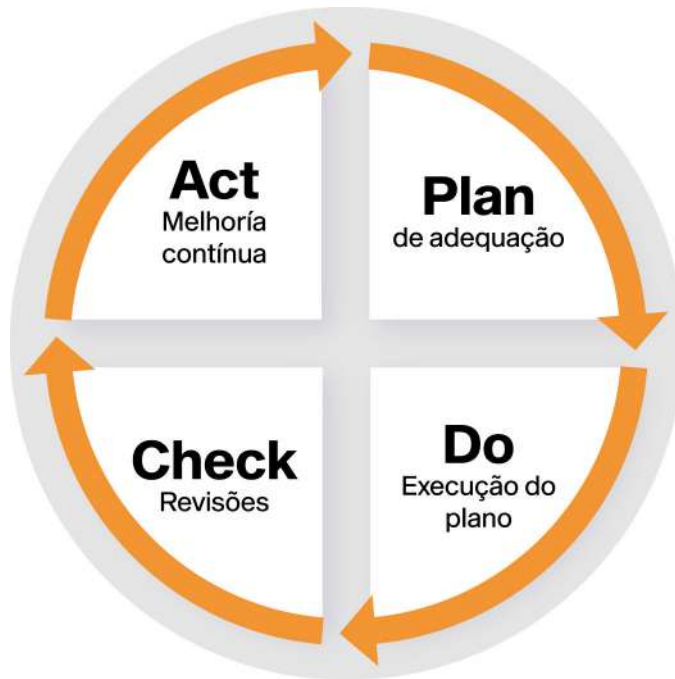 Act
Melhoría
contínua
Plan
de adequação
Check
Revisões
Do
Execução do
plano